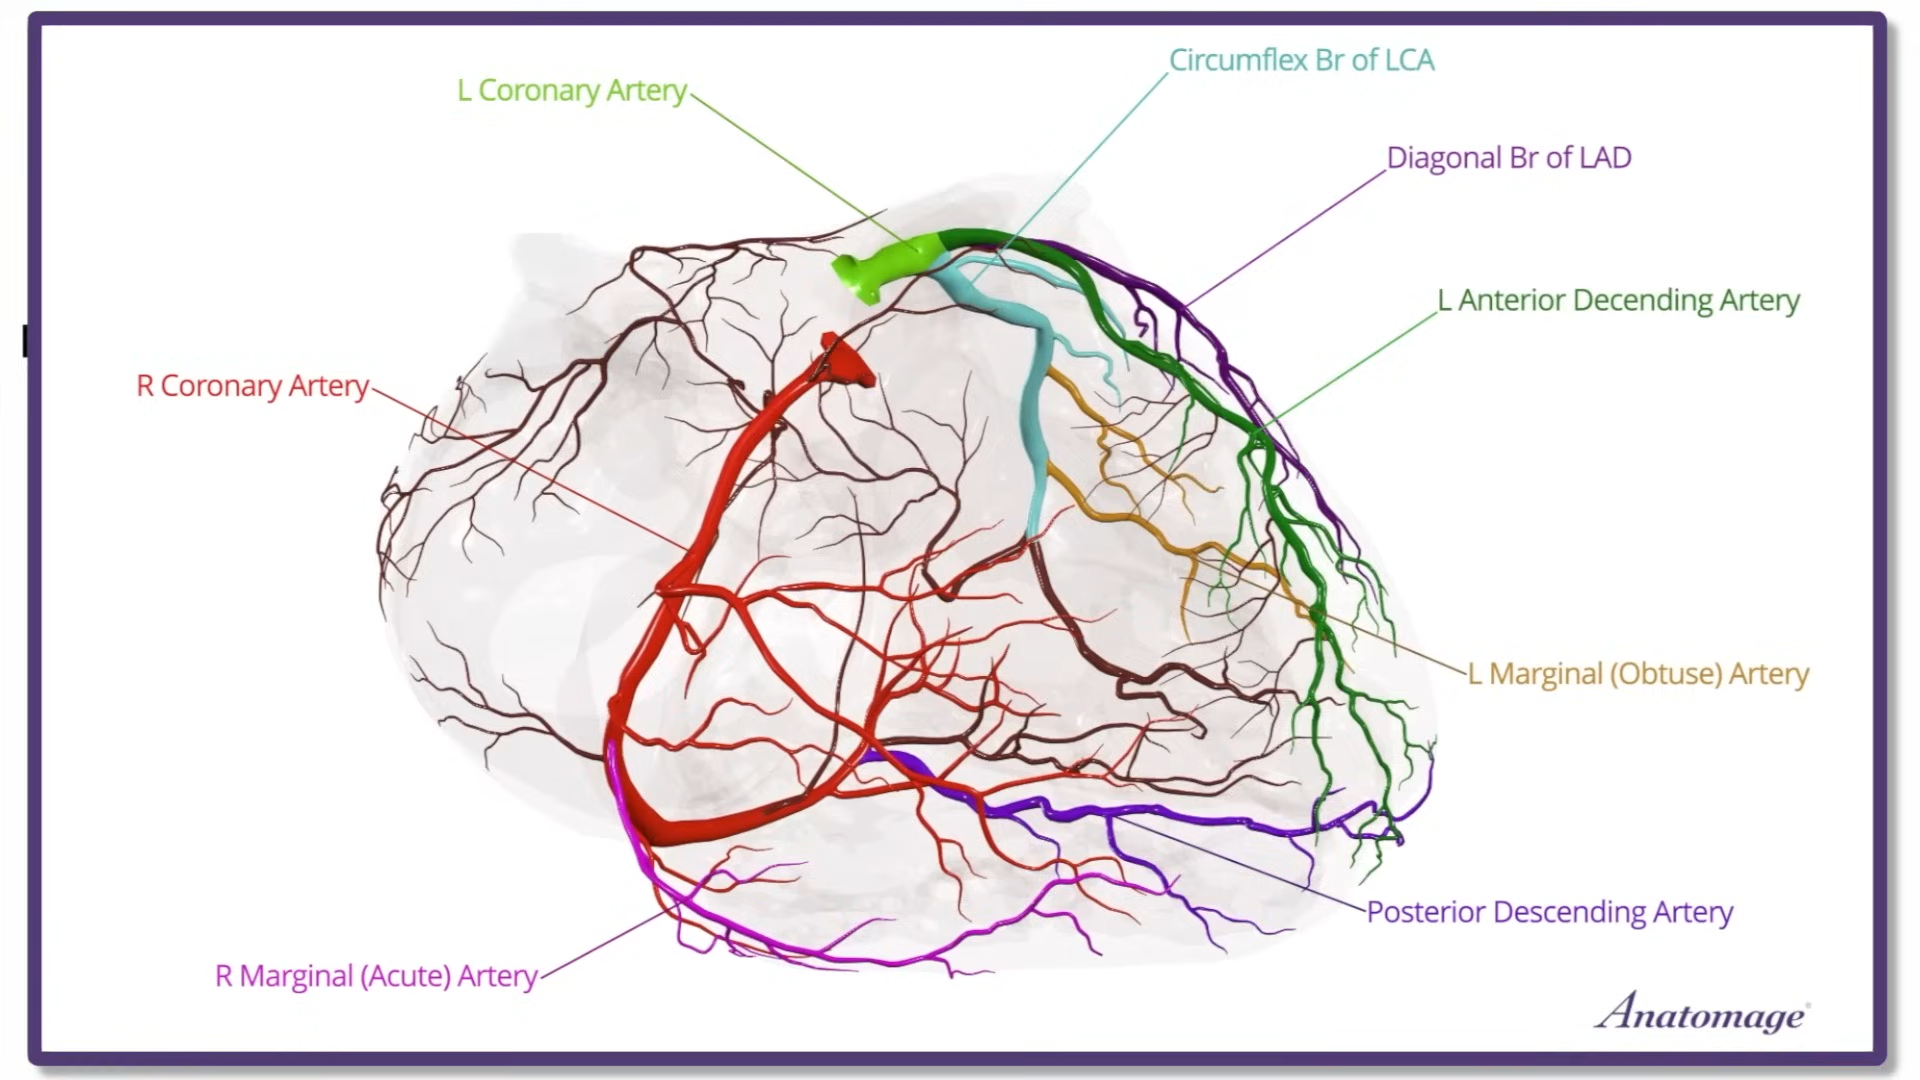 Circumflex Br of LCA
L Coronary Artery
Diagonal Br of LAD
L Anterior Decending Artery
R Coronary Artery
L Marginal (Obtuse) Artery
Posterior Descending Artery
R Marginal (Acute) Artery
Anatomage®